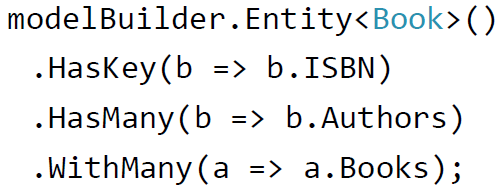 modelBuilder.Entity<Book>()
.HasKey(b => b.ISBN)
.HasMany(b => b.Authors)
.WithMany(a => a.Books);